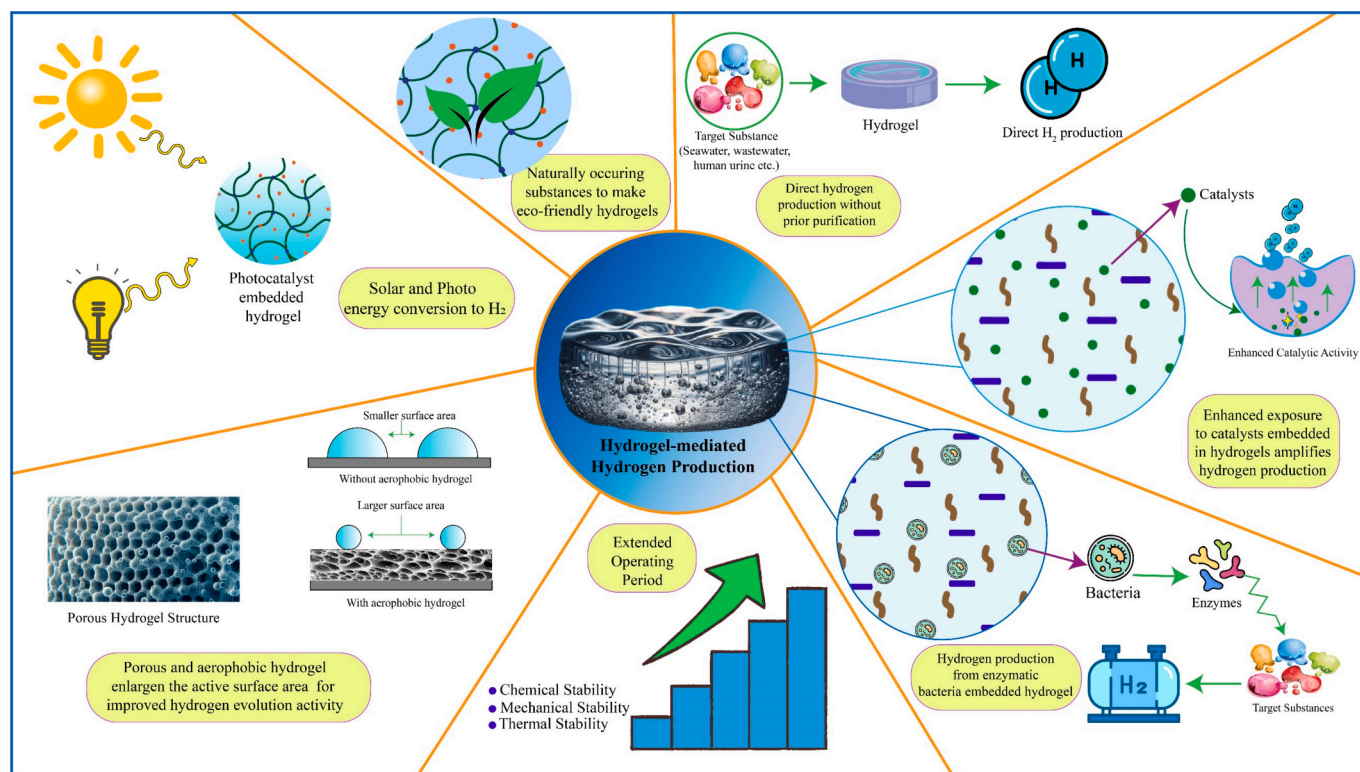 Photocatalyst
embedded
hydrogel
Solar and Photo
energy conversion to H₂
Naturally occuring
substances to make
eco-friendly hydrogels
Target Substance
(Seawater, wastewater,
human urine etc.)
Hydrogel
H
H
Direct H₂ production
Direct hydrogen
production without
prior purification
Catalysts
Enhanced Catalytic Activity
Enhanced exposure
to catalysts embedded
in hydrogels amplifies
hydrogen production
Hydrogel-mediated
Hydrogen Production
Smaller surface area
Without aerophobic hydrogel
Larger surface area
With aerophobic hydrogel
Porous Hydrogel Structure
Porous and aerophobic hydrogel
enlargen the active surface area for
improved hydrogen evolution activity
Extended
Operating
Period
• Chemical Stability
• Mechanical Stability
• Thermal Stability
Bacteria
Enzymes
Hydrogen production
from enzymatic
bacteria embedded hydrogel
H₂
Target Substances